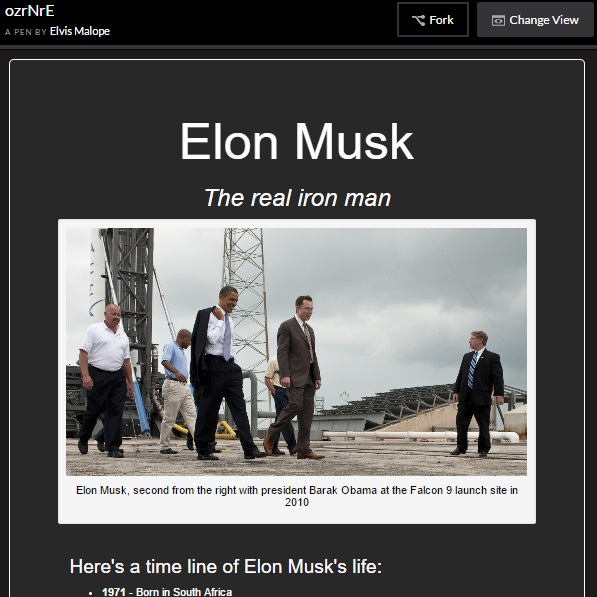 ozrNrE
A PEN BY Elvis Malope
Fork
Change View
Elon Musk
The real iron man
Elon Musk, second from the right with president Barak Obama at the Falcon 9 launch site in
2010
Here's a time line of Elon Musk's life:
• 1971 - Born in South Africa